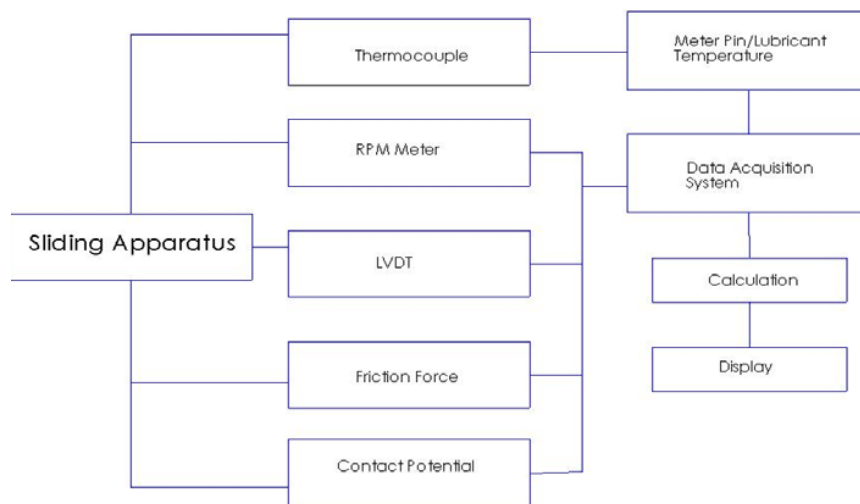 Thermocouple
Meter Pin/Lubricant
Temperature
RPM Meter
Data Acquisition
System
Sliding Apparatus
LVDT
Calculation
Friction Force
Display
Contact Potential